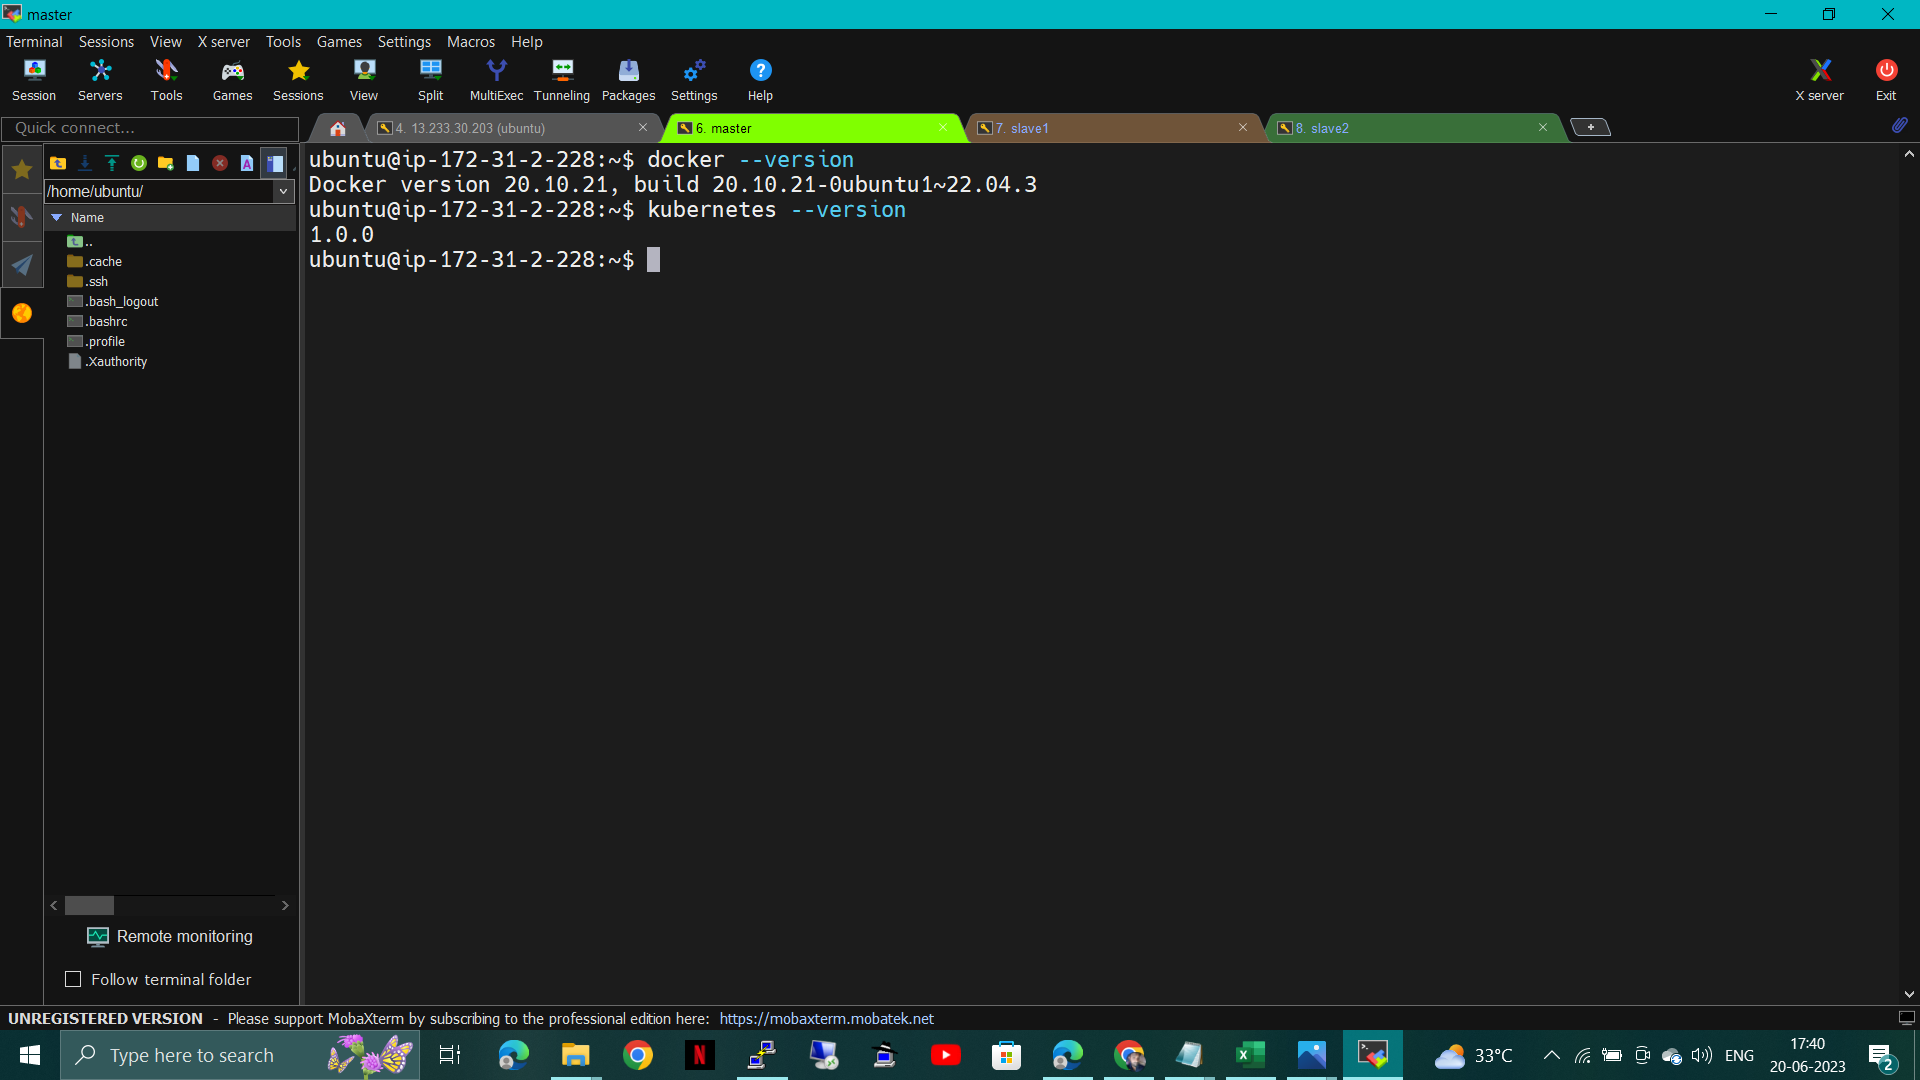 master
Terminal Sessions View X server Tools Games Settings Macros Help
Session Servers Tools Games Sessions View Split MultiExec Tunneling Packages Settings Help X server Exit
Quick connect...
4. 13.233.30.203 (ubuntu)
6. master
7. slave1
8. slave2
/home/ubuntu/
Name
..
.cache
.ssh
.bash_logout
.bashrc
.profile
.Xauthority
ubuntu@ip-172-31-2-228:~$ docker --version
Docker version 20.10.21, build 20.10.21-0ubuntu1~22.04.3
ubuntu@ip-172-31-2-228:~$ kubernetes --version
1.0.0
ubuntu@ip-172-31-2-228:~$
Remote monitoring
Follow terminal folder
UNREGISTERED VERSION - Please support MobaXterm by subscribing to the professional edition here: https://mobaxterm.mobatek.net
Type here to search
33°C
ENG
17:40
20-06-2023
2